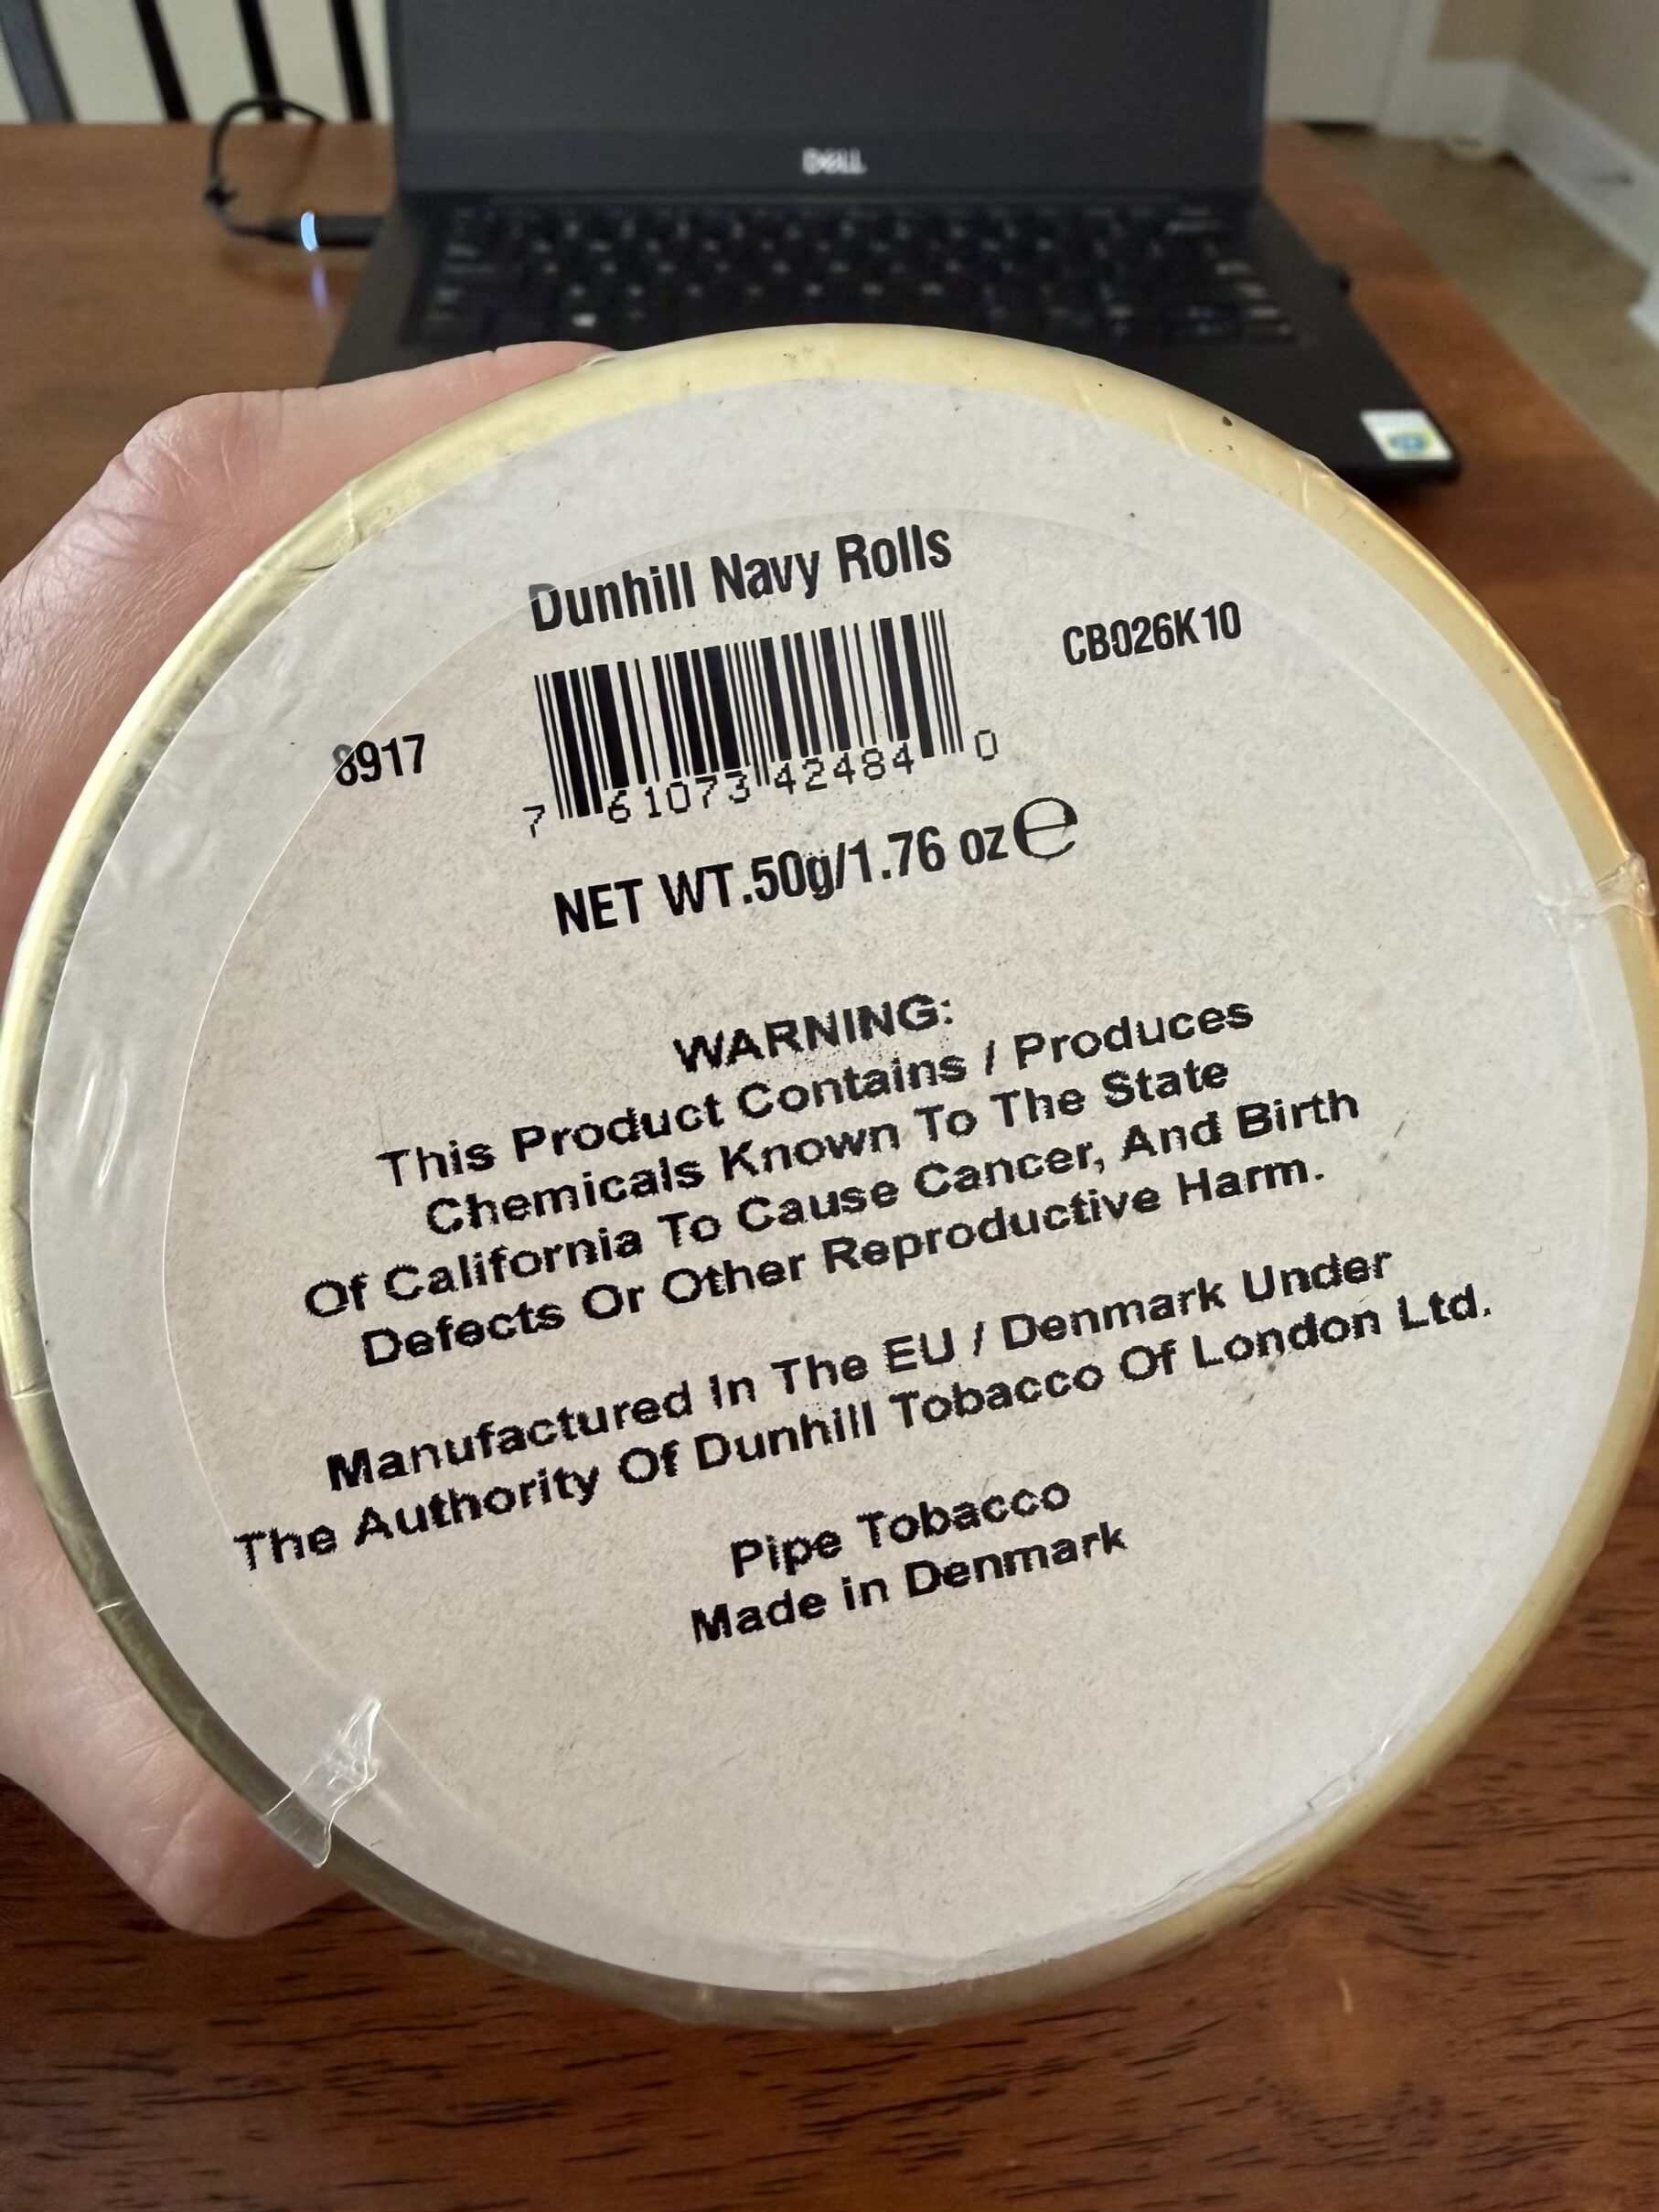 DELL
Dunhill Navy Rolls
CB026K10
8917
7 61073 42484 0
NET WT.50g/1.76 oz ℮
WARNING:
This Product Contains / Produces
Chemicals Known To The State
Of California To Cause Cancer, And Birth
Defects Or Other Reproductive Harm.
Manufactured In The EU / Denmark Under
The Authority Of Dunhill Tobacco Of London Ltd.
Pipe Tobacco
Made in Denmark